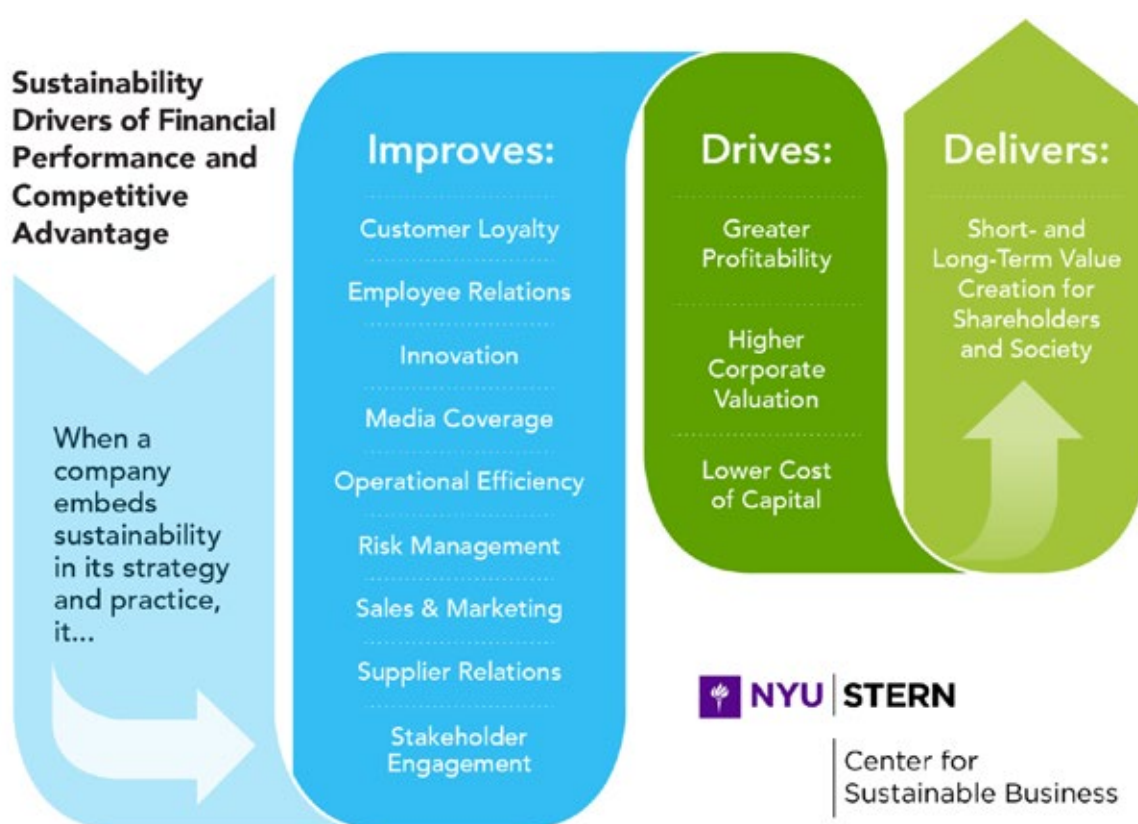 Sustainability
Drivers of Financial
Performance and
Competitive
Advantage
When a
company
embeds
sustainability
in its strategy
and practice,
it...
Improves:
Customer Loyalty
Employee Relations
Innovation
Media Coverage
Operational Efficiency
Risk Management
Sales & Marketing
Supplier Relations
Stakeholder
Engagement
Drives:
Greater
Profitability
Higher
Corporate
Valuation
Lower Cost
of Capital
Delivers:
Short- and
Long-Term Value
Creation for
Shareholders
and Society
NYU STERN
Center for
Sustainable Business